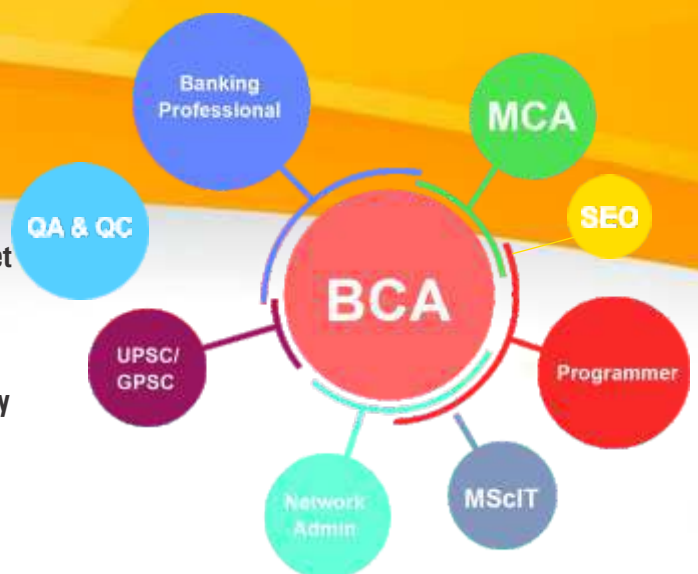 Banking
Professional
MCA
SEO
QA & QC
BCA
UPSC/
GPSC
Programmer
MScIT
Network
Admin